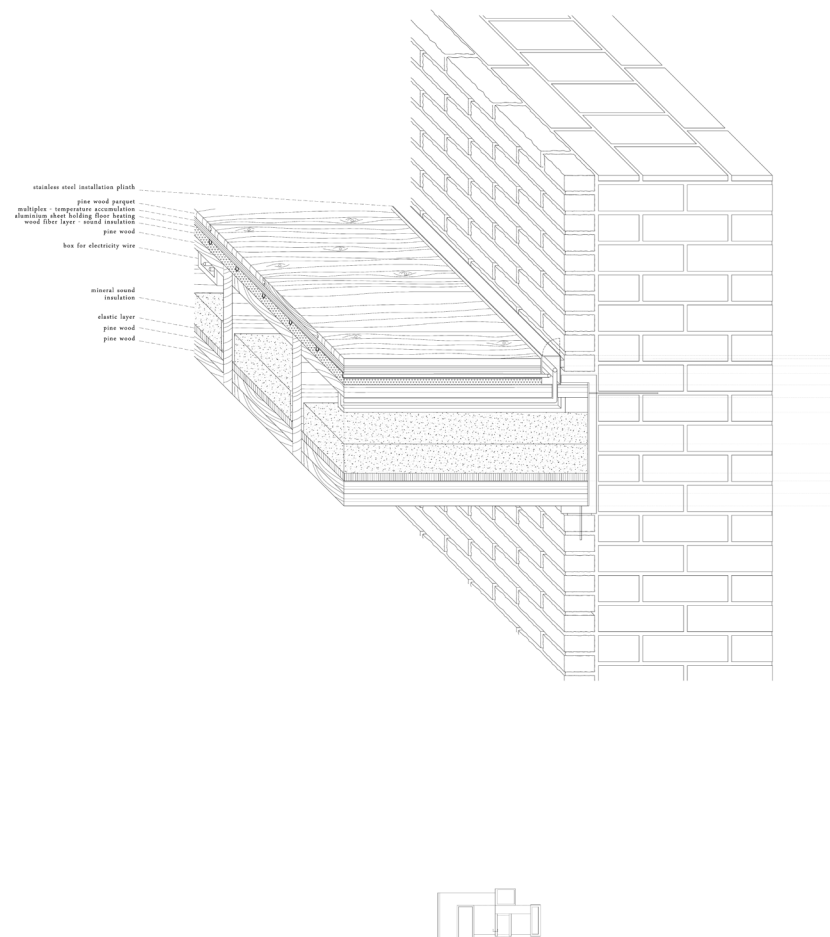 stainless steel installation plinth
pine wood parquet
multiplex - temperature accumulation
aluminium sheet holding floor heating
wood fiber layer - sound insulation
pine wood
box for electricity wire
mineral sound
insulation
elastic layer
pine wood
pine wood